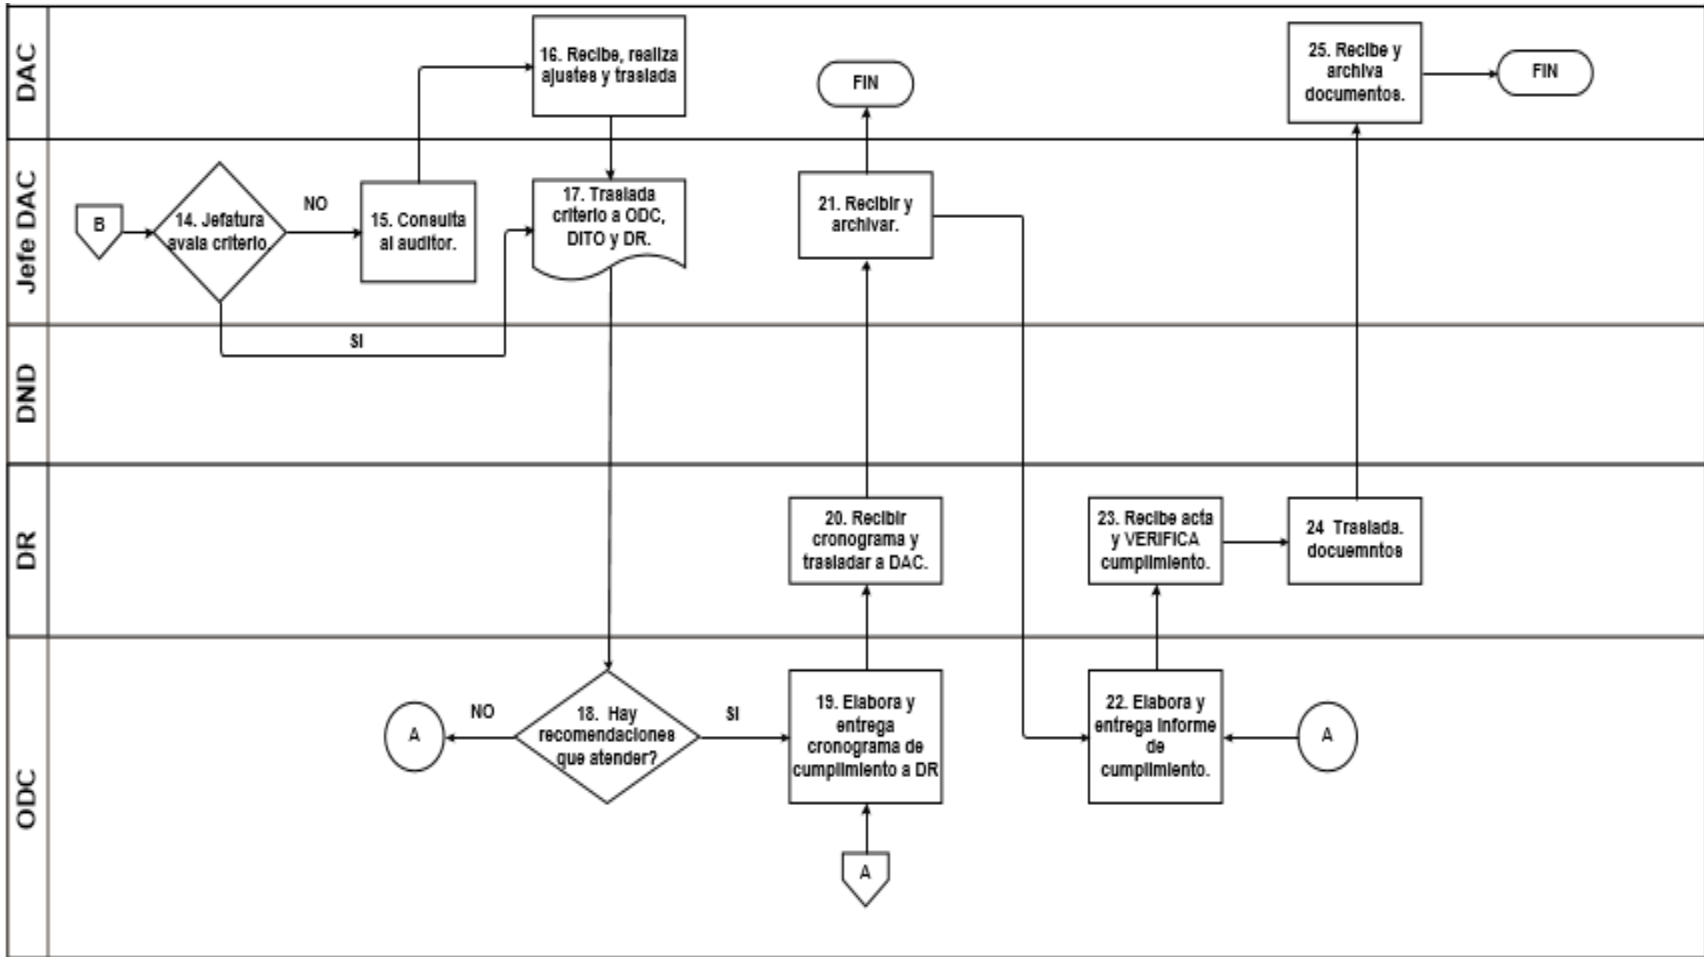 DAC
16. Recibe, realiza
ajustes y traslada
FIN
25. Recibe y
archiva
documentos.
FIN
Jefe DAC
B
14. Jefatura
avala criterio.
NO
15. Consulta
al auditor.
17. Traslada
criterio a ODC,
DITO y DR.
21. Recibir y
archivar.
SI
DND
DR
20. Recibir
cronograma y
trasladar a DAC.
23. Recibe acta
y VERIFICA
cumplimiento.
24 Traslada.
docuemntos
ODC
A
NO
18. Hay
recomendaciones
que atender?
SI
19. Elabora y
entrega
cronograma de
cumplimiento a DR
22. Elabora y
entrega informe
de
cumplimiento.
A
A